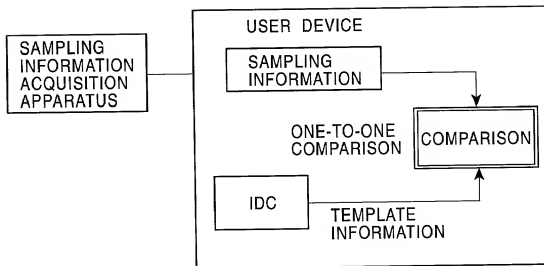 USER DEVICE
SAMPLING
INFORMATION
ACQUISITION
APPARATUS
SAMPLING
INFORMATION
ONE-TO-ONE
COMPARISON
COMPARISON
IDC
TEMPLATE
INFORMATION